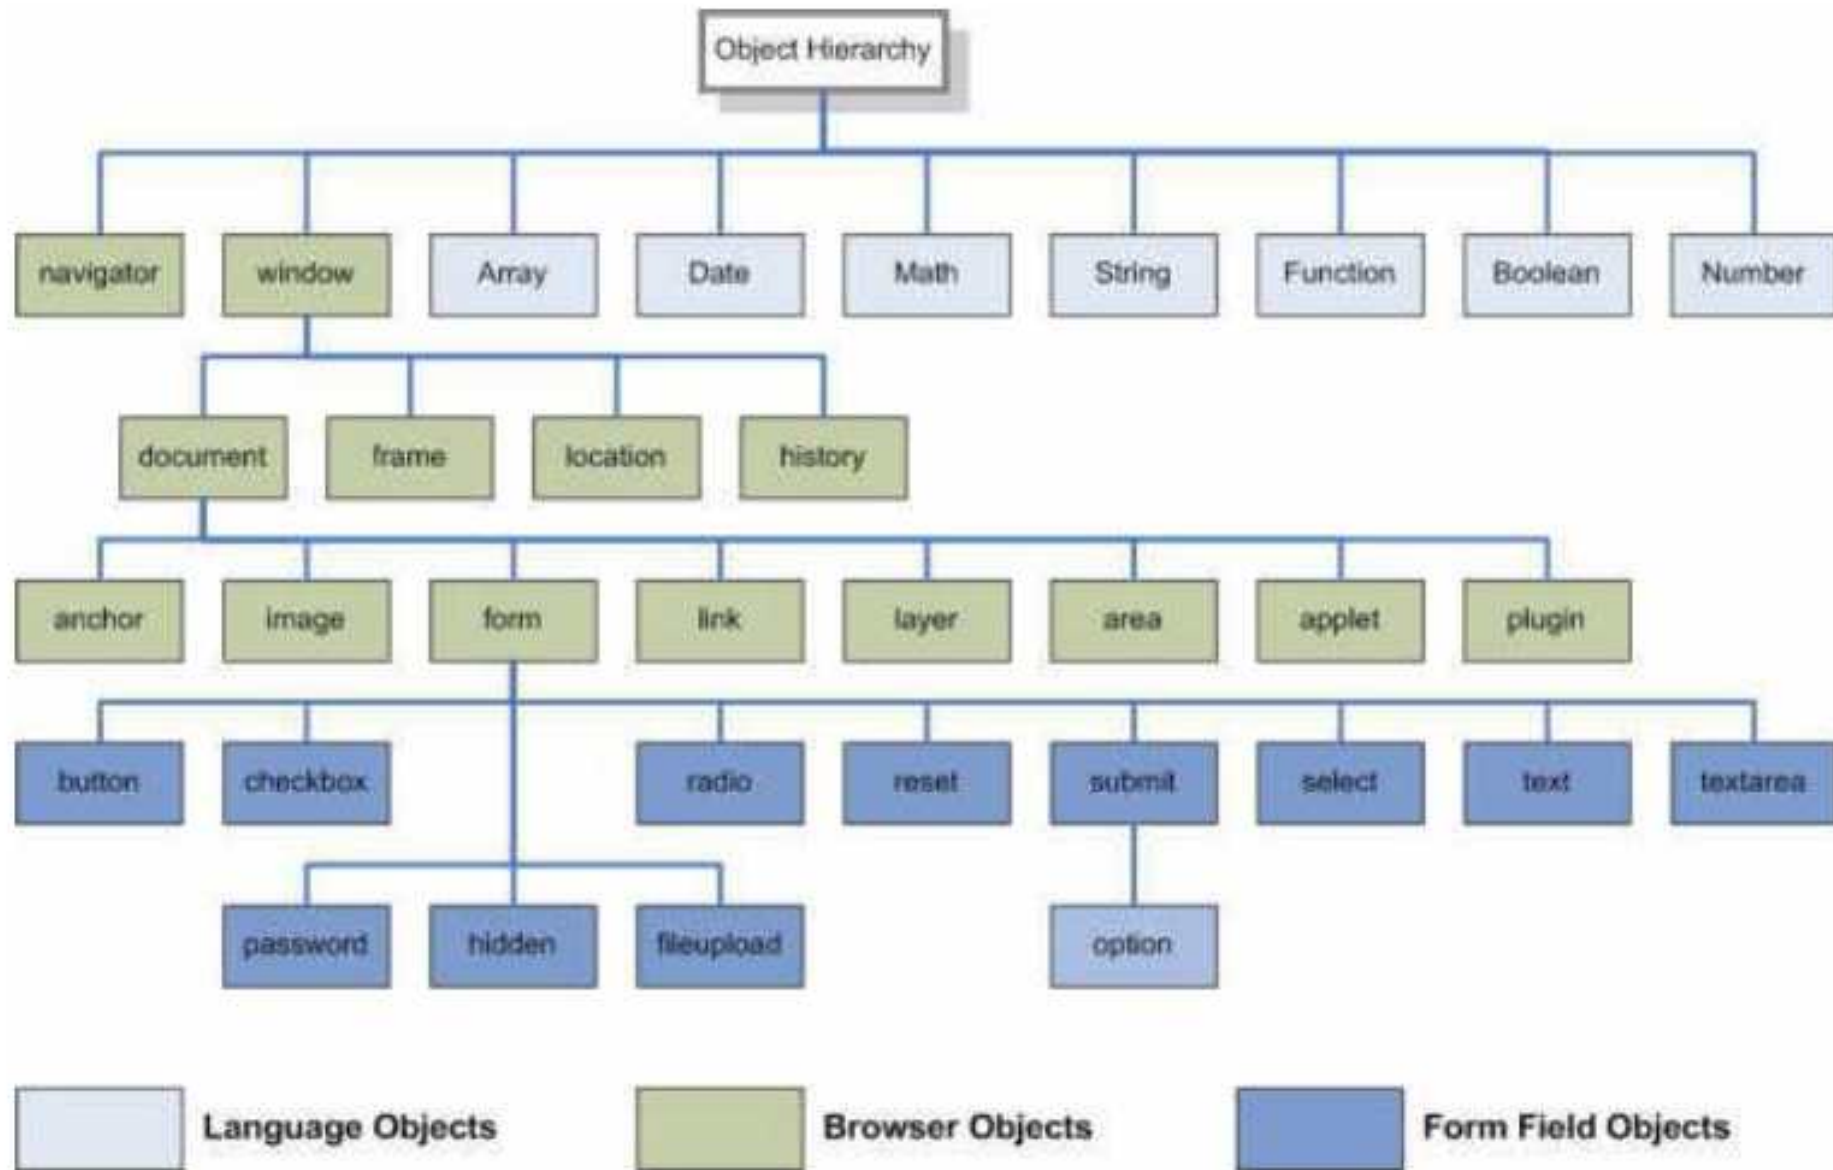 Object Hierarchy
navigator
window
Array
Date
Math
String
Function
Boolean
Number
document
frame
location
history
anchor
image
form
link
layer
area
applet
plugin
button
checkbox
radio
reset
submit
select
text
textarea
password
hidden
fileupload
option
Language Objects
Browser Objects
Form Field Objects